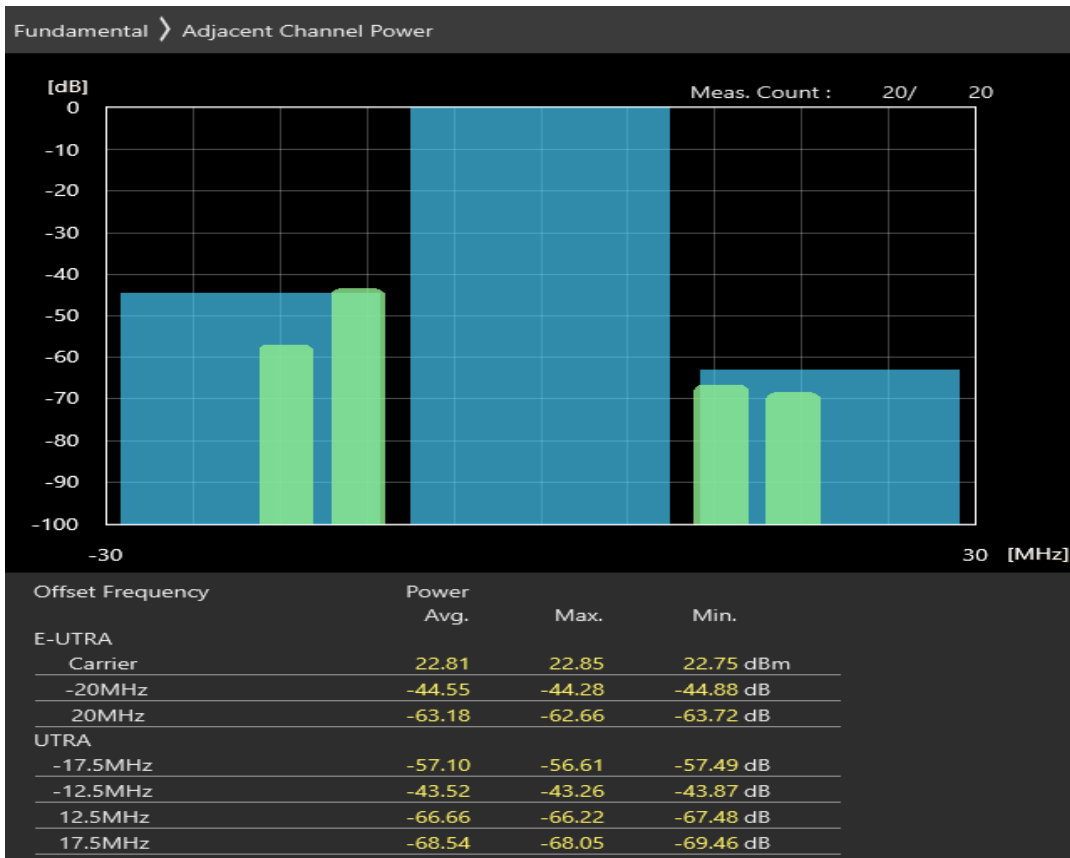 Fundamental 〉 Adjacent Channel Power
[dB]
Meas. Count : 20/ 20
0
-10
-20
-30
-40
-50
-60
-70
-80
-90
-100
-30 30 [MHz]
Offset Frequency Power
Avg. Max. Min.
E-UTRA
Carrier 22.81 22.85 22.75 dBm
-20MHz -44.55 -44.28 -44.88 dB
20MHz -63.18 -62.66 -63.72 dB
UTRA
-17.5MHz -57.10 -56.61 -57.49 dB
-12.5MHz -43.52 -43.26 -43.87 dB
12.5MHz -66.66 -66.22 -67.48 dB
17.5MHz -68.54 -68.05 -69.46 dB